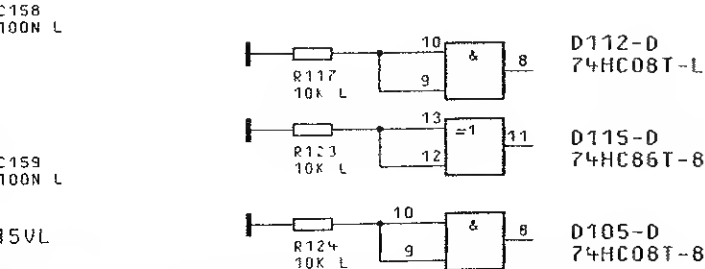 C158
100N L
R117
10K L
10
9
&
8
D112-D
74HC08T-L
R123
10K L
13
12
=1
11
D115-D
74HC86T-8
C159
100N L
15VL
R124
10K L
10
9
&
8
D105-D
74HC08T-8